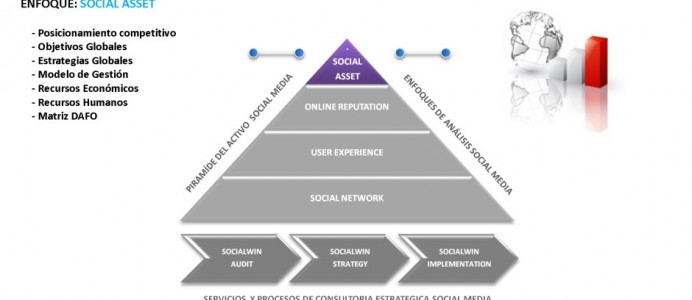 ENFOQUE: SOCIAL ASSET
- Posicionamiento competitivo
- Objetivos Globales
- Estrategias Globales
- Modelo de Gestión
- Recursos Económicos
- Recursos Humanos
- Matriz DAFO
PIRAMÍDE DEL ACTIVO SOCIAL MEDIA
ENFOQUES DE ANÁLISIS SOCIAL MEDIA
SOCIAL
ASSET
ONLINE REPUTATION
USER EXPERIENCE
SOCIAL NETWORK
SOCIALWIN
AUDIT
SOCIALWIN
STRATEGY
SOCIALWIN
IMPLEMENTATION
SERVICIOS Y PROCESOS DE CONSULTORIA ESTRATEGICA SOCIAL MEDIA